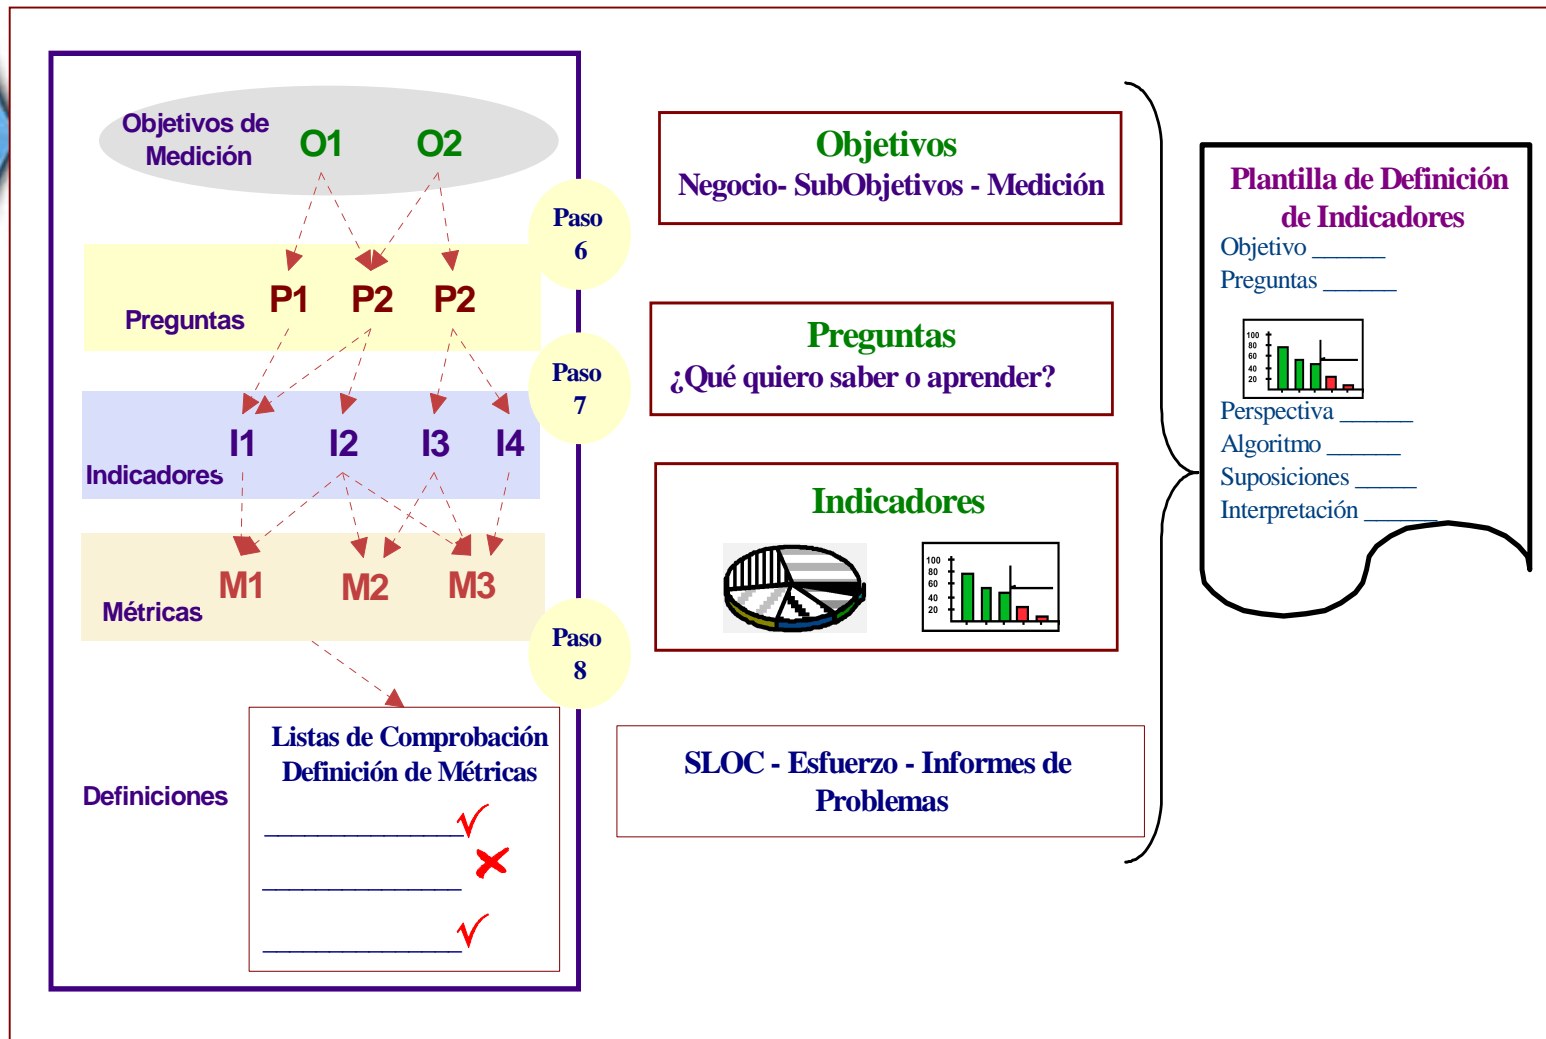 Objetivos de
Medición
O1 O2
Paso
6
Preguntas
P1 P2 P2
Paso
7
Indicadores
I1 I2 I3 I4
Métricas
M1 M2 M3
Paso
8
Definiciones
Listas de Comprobación
Definición de Métricas
Objetivos
Negocio- SubObjetivos - Medición
Preguntas
¿Qué quiero saber o aprender?
Indicadores
100
80
60
40
20
SLOC - Esfuerzo - Informes de
Problemas
Plantilla de Definición
de Indicadores
Objetivo ______
Preguntas ______
100
80
60
40
20
Perspectiva ______
Algoritmo ______
Suposiciones _____
Interpretación ______